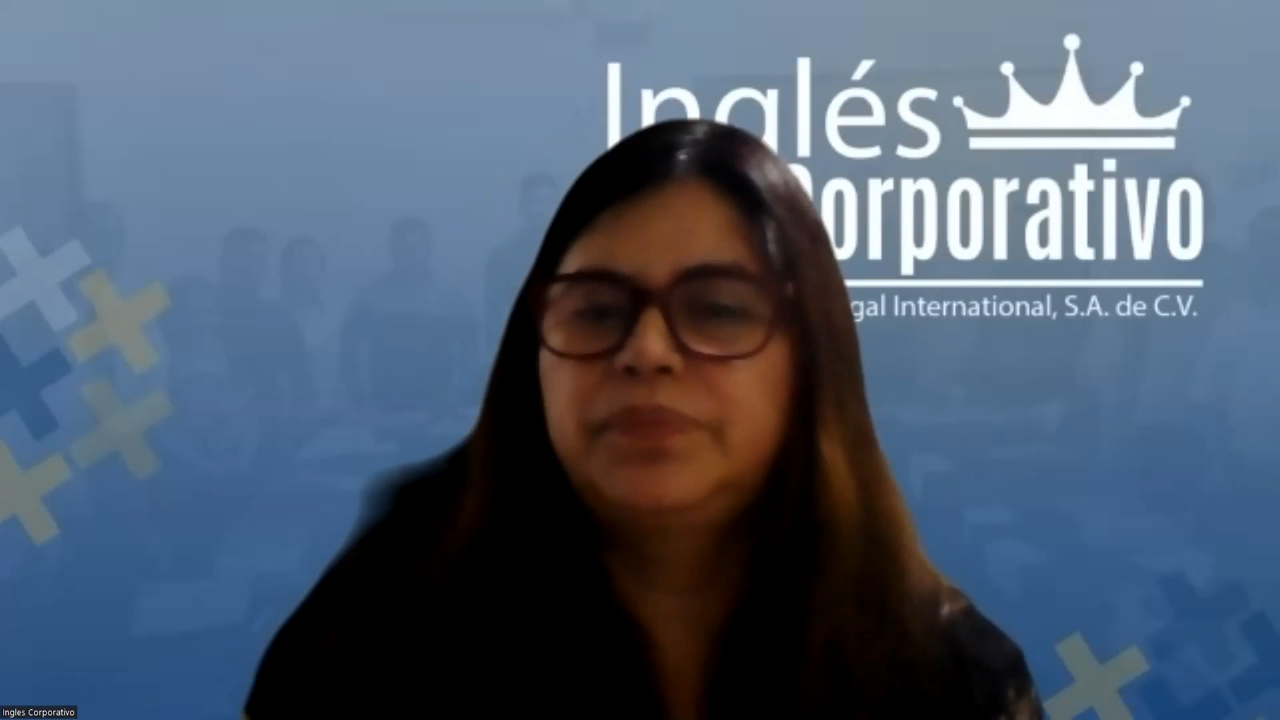 Inglés
Corporativo
gal International, S.A. de C.V.
Ingles Corporativo